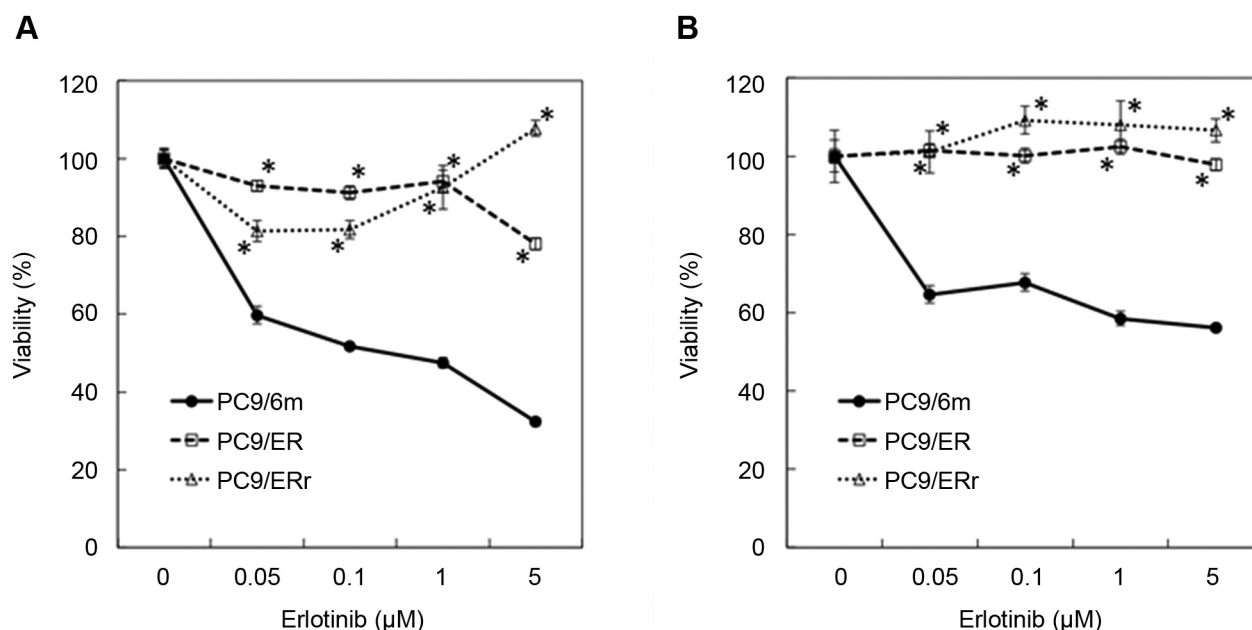 A
120
100
80
60
40
20
0
Viability (%)
* * * *
* * * *
PC9/6m
PC9/ER
PC9/ERr
0 0.05 0.1 1 5
Erlotinib (µM)
B
120
100
80
60
40
20
0
Viability (%)
* * * *
* * * *
PC9/6m
PC9/ER
PC9/ERr
0 0.05 0.1 1 5
Erlotinib (µM)